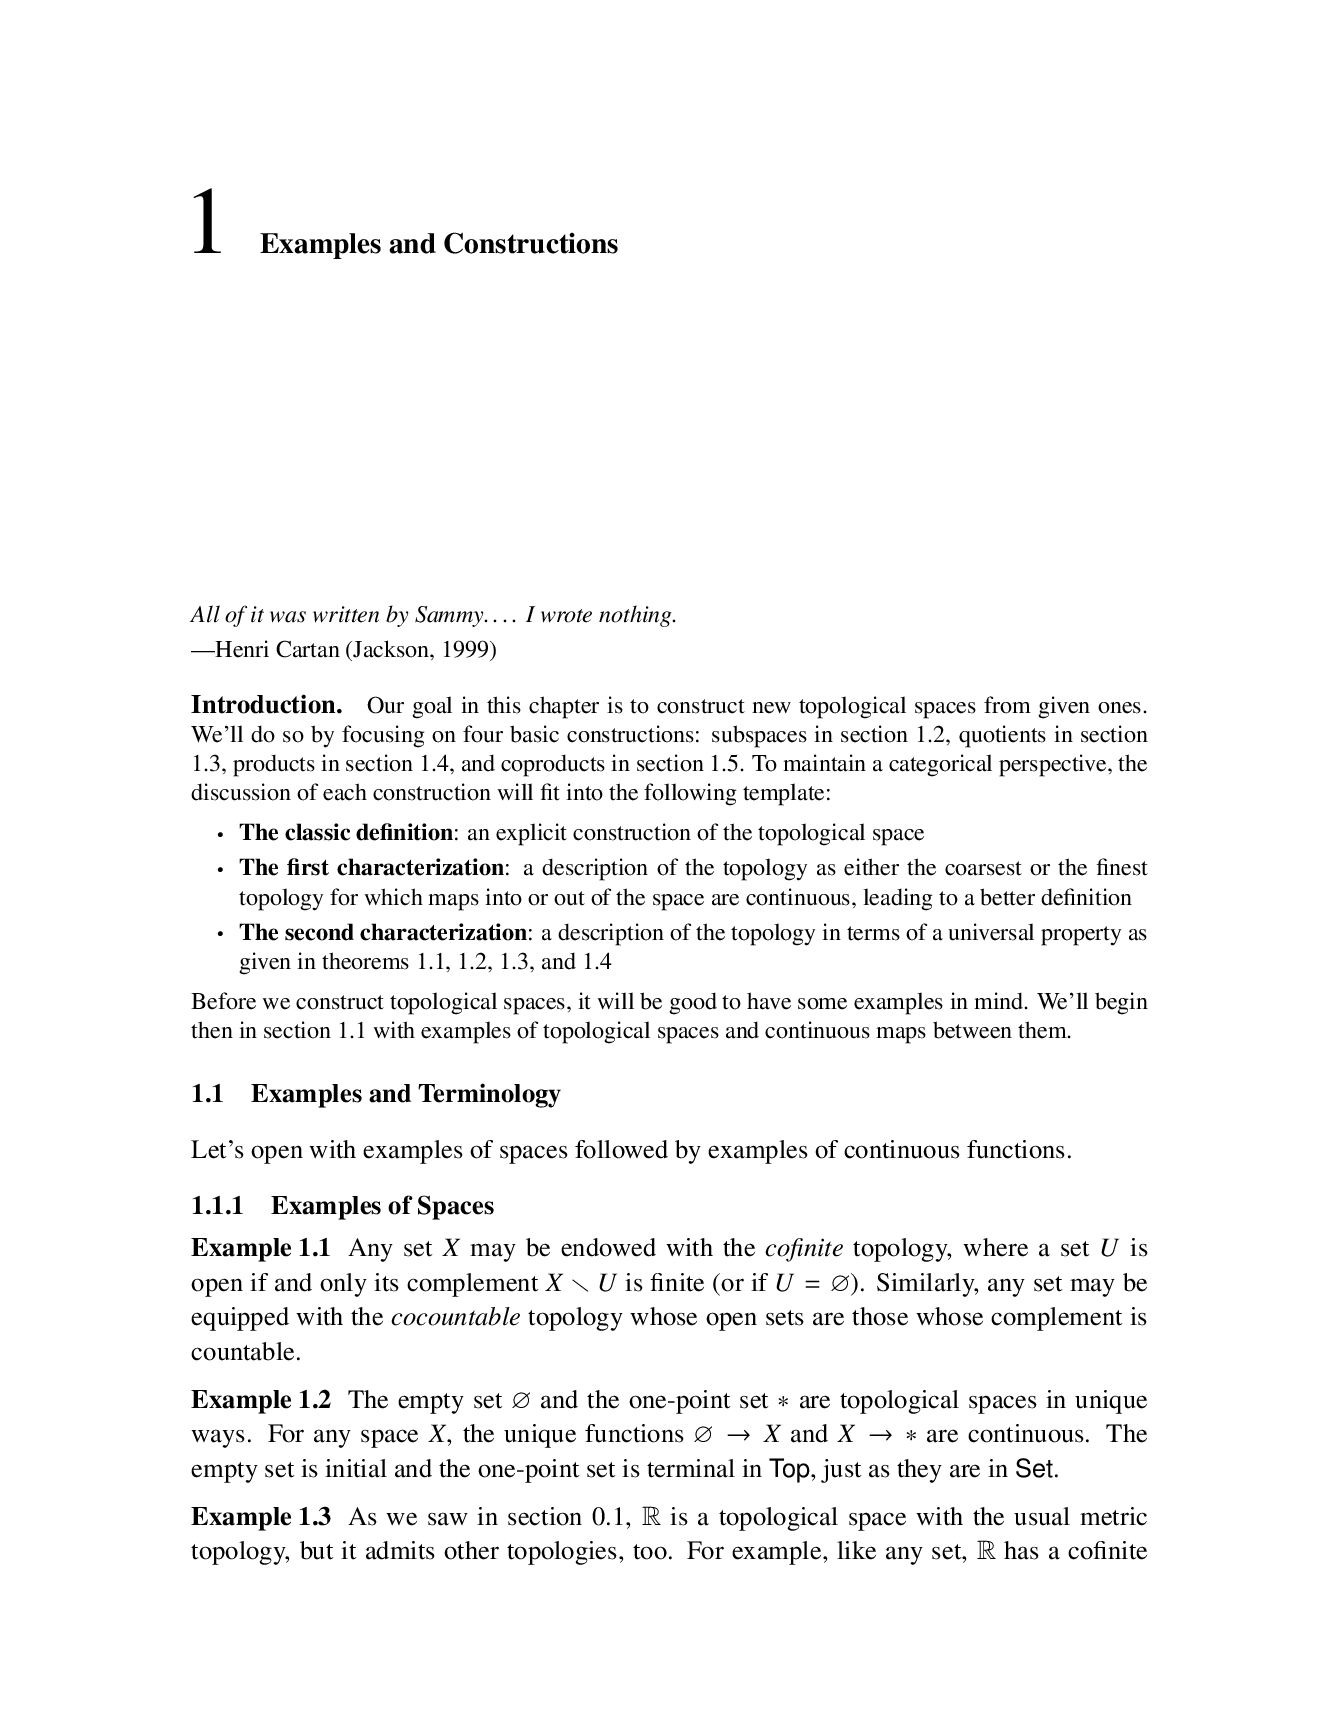 1 Examples and Constructions
All of it was written by Sammy.... I wrote nothing.
—Henri Cartan (Jackson, 1999)
Introduction. Our goal in this chapter is to construct new topological spaces from given ones.
We'll do so by focusing on four basic constructions: subspaces in section 1.2, quotients in section
1.3, products in section 1.4, and coproducts in section 1.5. To maintain a categorical perspective, the
discussion of each construction will fit into the following template:
• The classic definition: an explicit construction of the topological space
• The first characterization: a description of the topology as either the coarsest or the finest
topology for which maps into or out of the space are continuous, leading to a better definition
• The second characterization: a description of the topology in terms of a universal property as
given in theorems 1.1, 1.2, 1.3, and 1.4
Before we construct topological spaces, it will be good to have some examples in mind. We'll begin
then in section 1.1 with examples of topological spaces and continuous maps between them.
1.1 Examples and Terminology
Let's open with examples of spaces followed by examples of continuous functions.
1.1.1 Examples of Spaces
Example 1.1 Any set X may be endowed with the cofinite topology, where a set U is
open if and only its complement X ∖ U is finite (or if U = ∅). Similarly, any set may be
equipped with the cocountable topology whose open sets are those whose complement is
countable.
Example 1.2 The empty set ∅ and the one-point set ∗ are topological spaces in unique
ways. For any space X, the unique functions ∅ → X and X → ∗ are continuous. The
empty set is initial and the one-point set is terminal in Top, just as they are in Set.
Example 1.3 As we saw in section 0.1, ℝ is a topological space with the usual metric
topology, but it admits other topologies, too. For example, like any set, ℝ has a cofinite